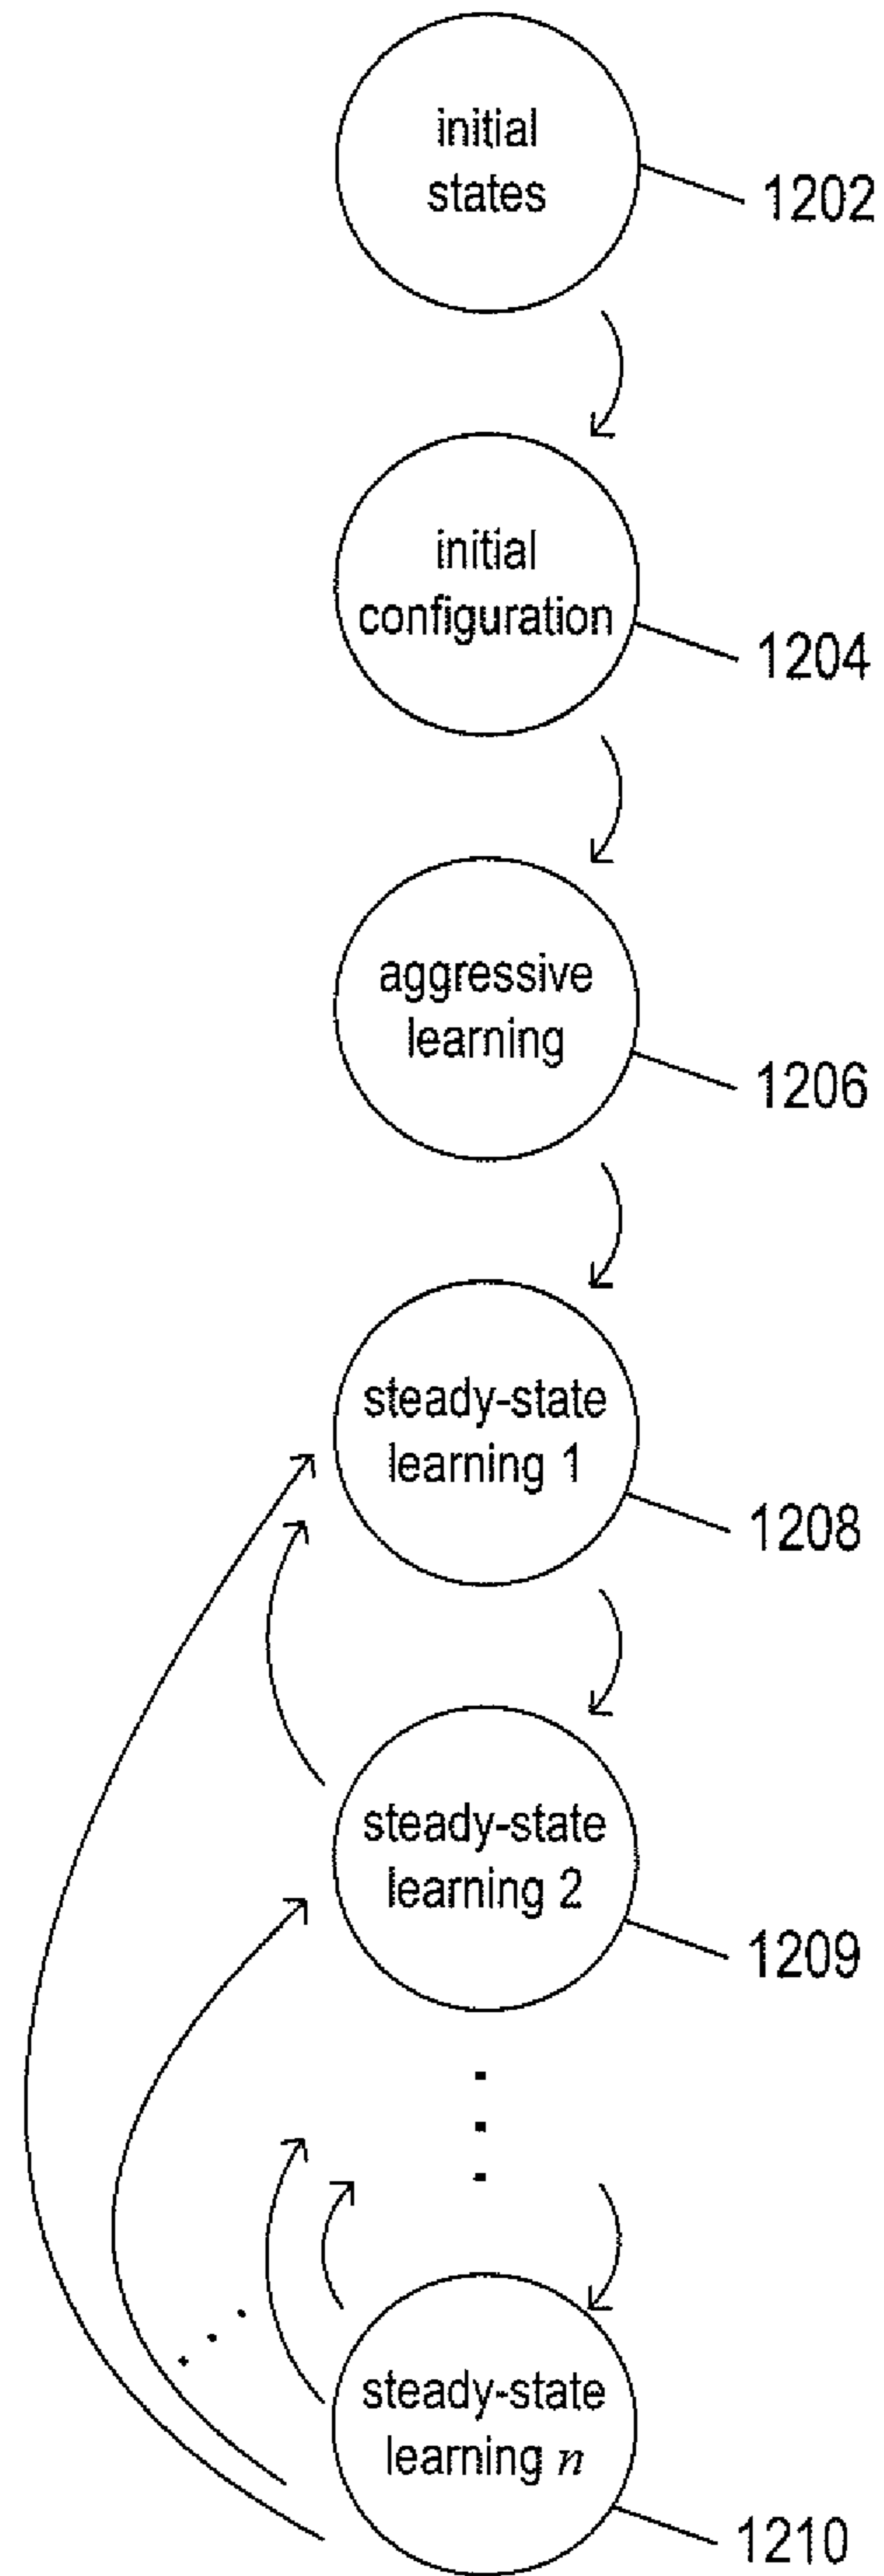 initial
states
1202
initial
configuration
1204
aggressive
learning
1206
steady-state
learning 1
1208
steady-state
learning 2
1209
steady-state
learning n
1210